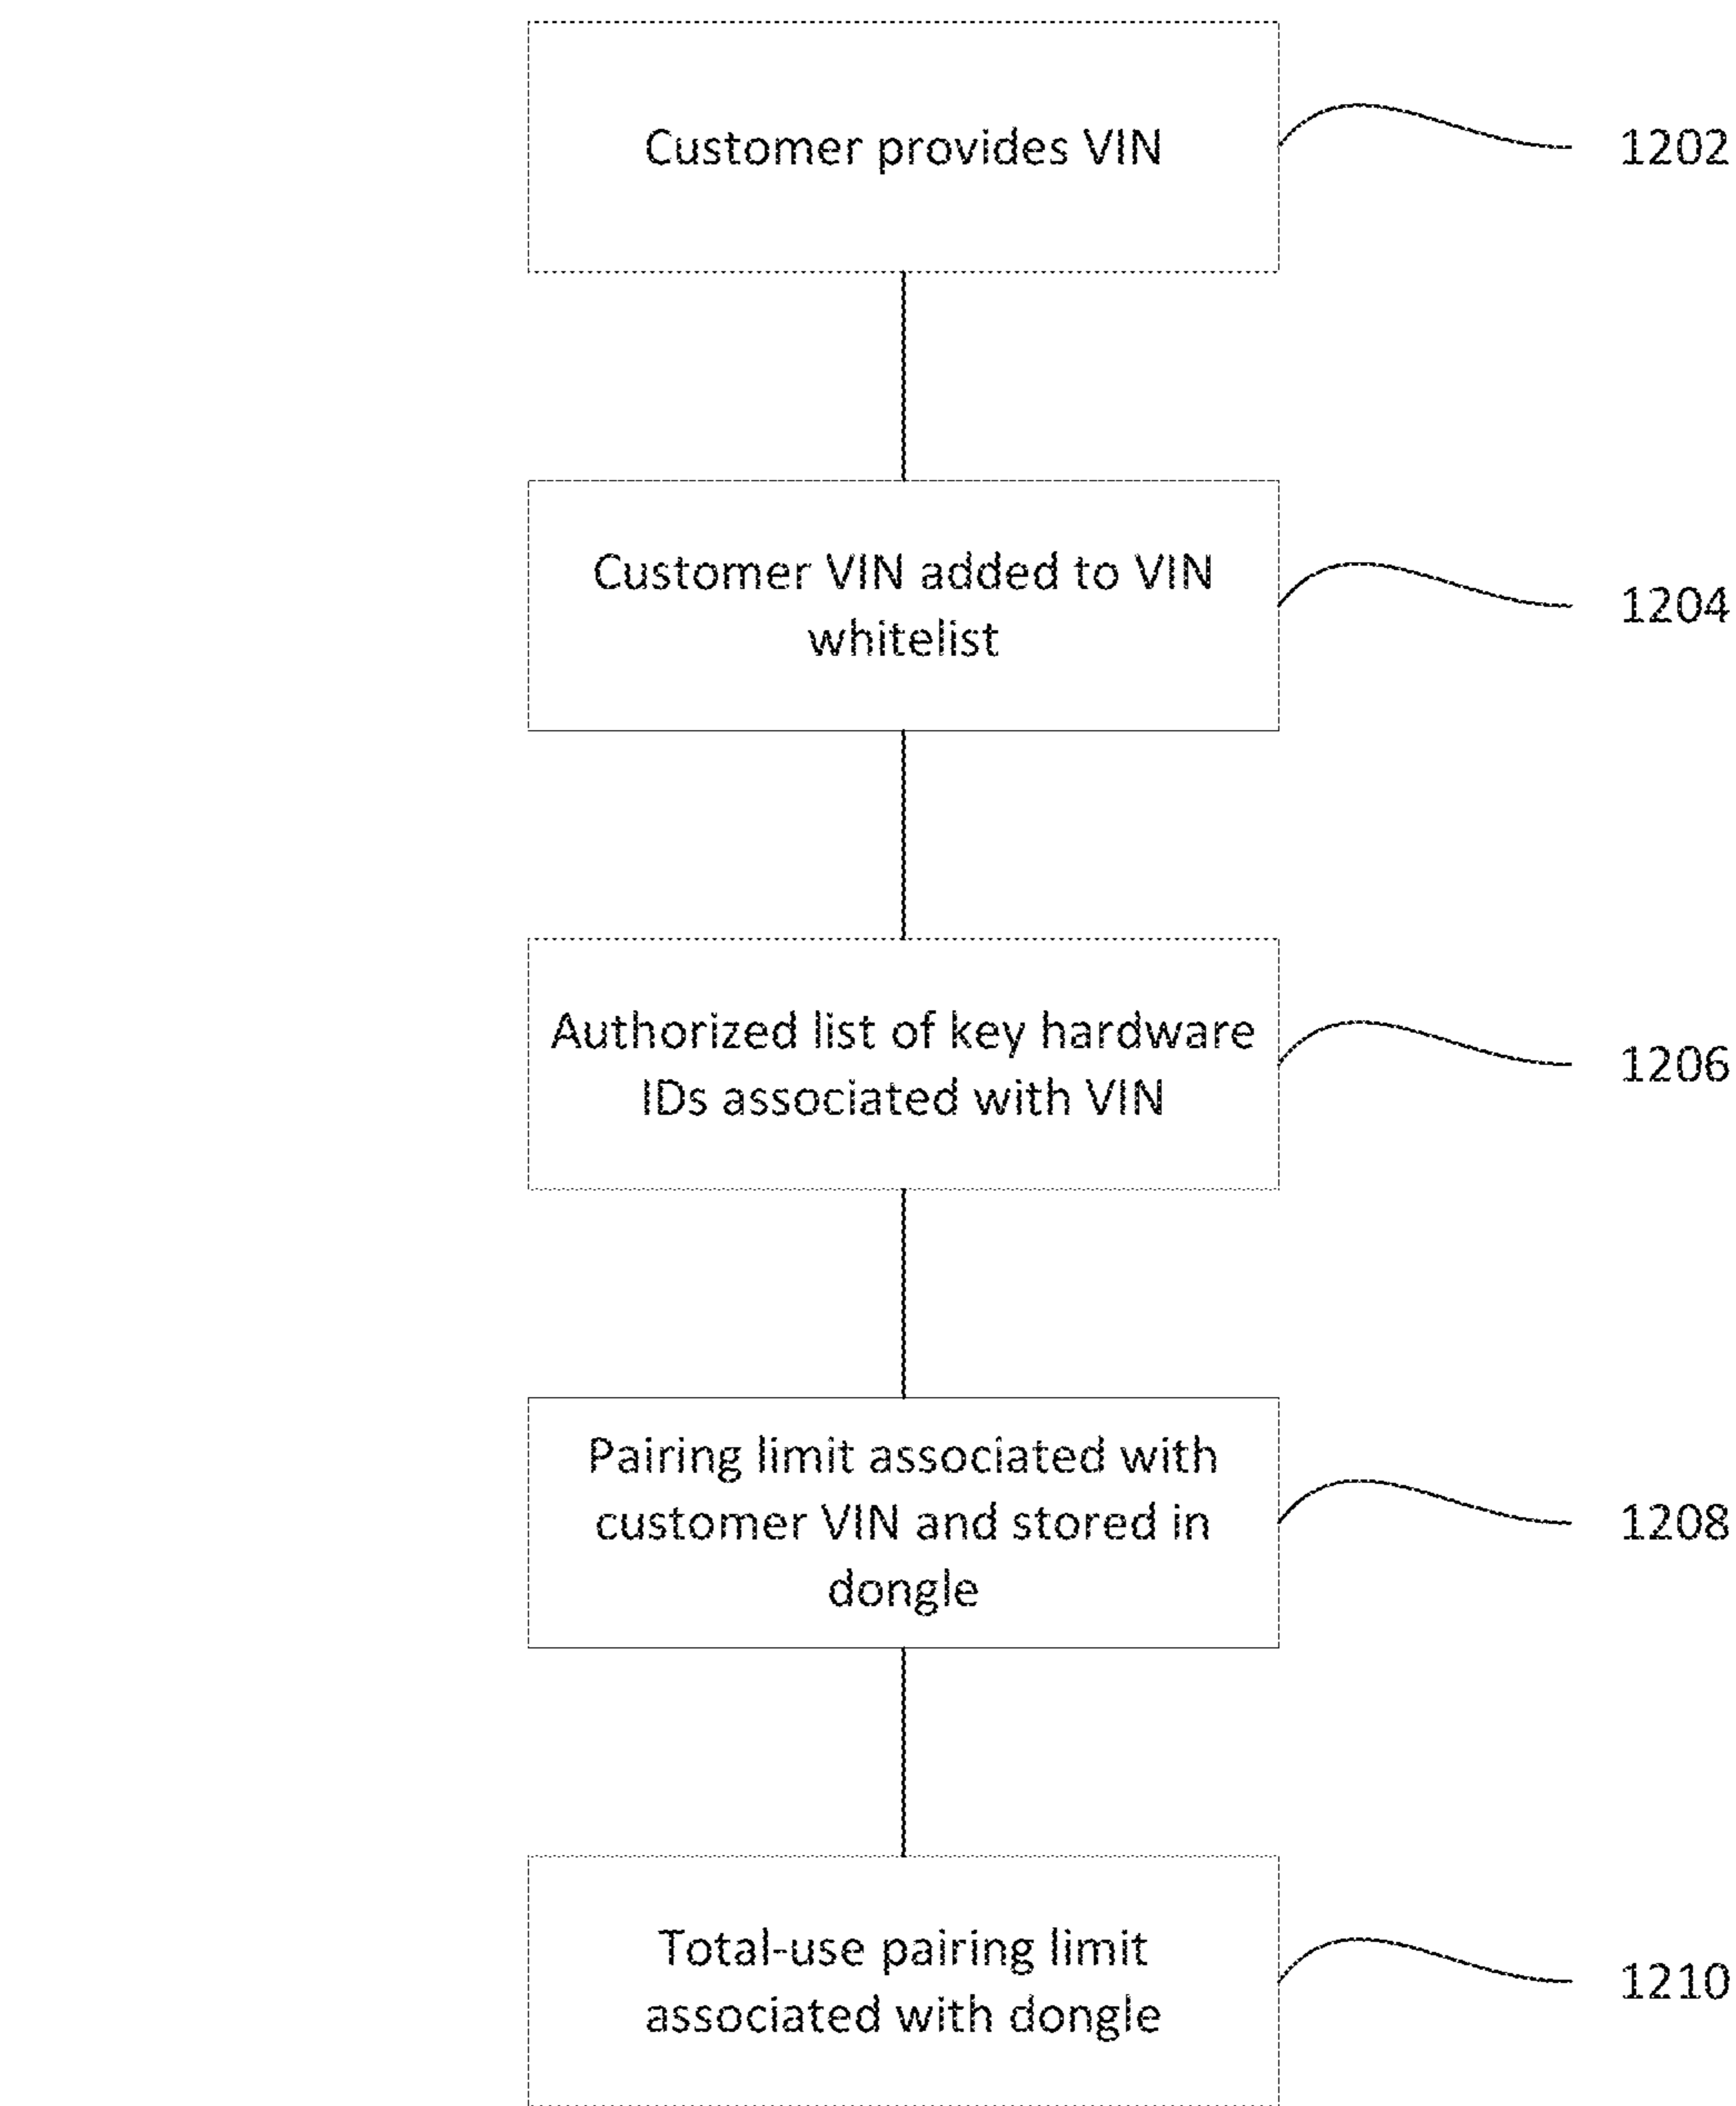 Customer provides VIN
1202
Customer VIN added to VIN
whitelist
1204
Authorized list of key hardware
IDs associated with VIN
1206
Pairing limit associated with
customer VIN and stored in
dongle
1208
Total-use pairing limit
associated with dongle
1210